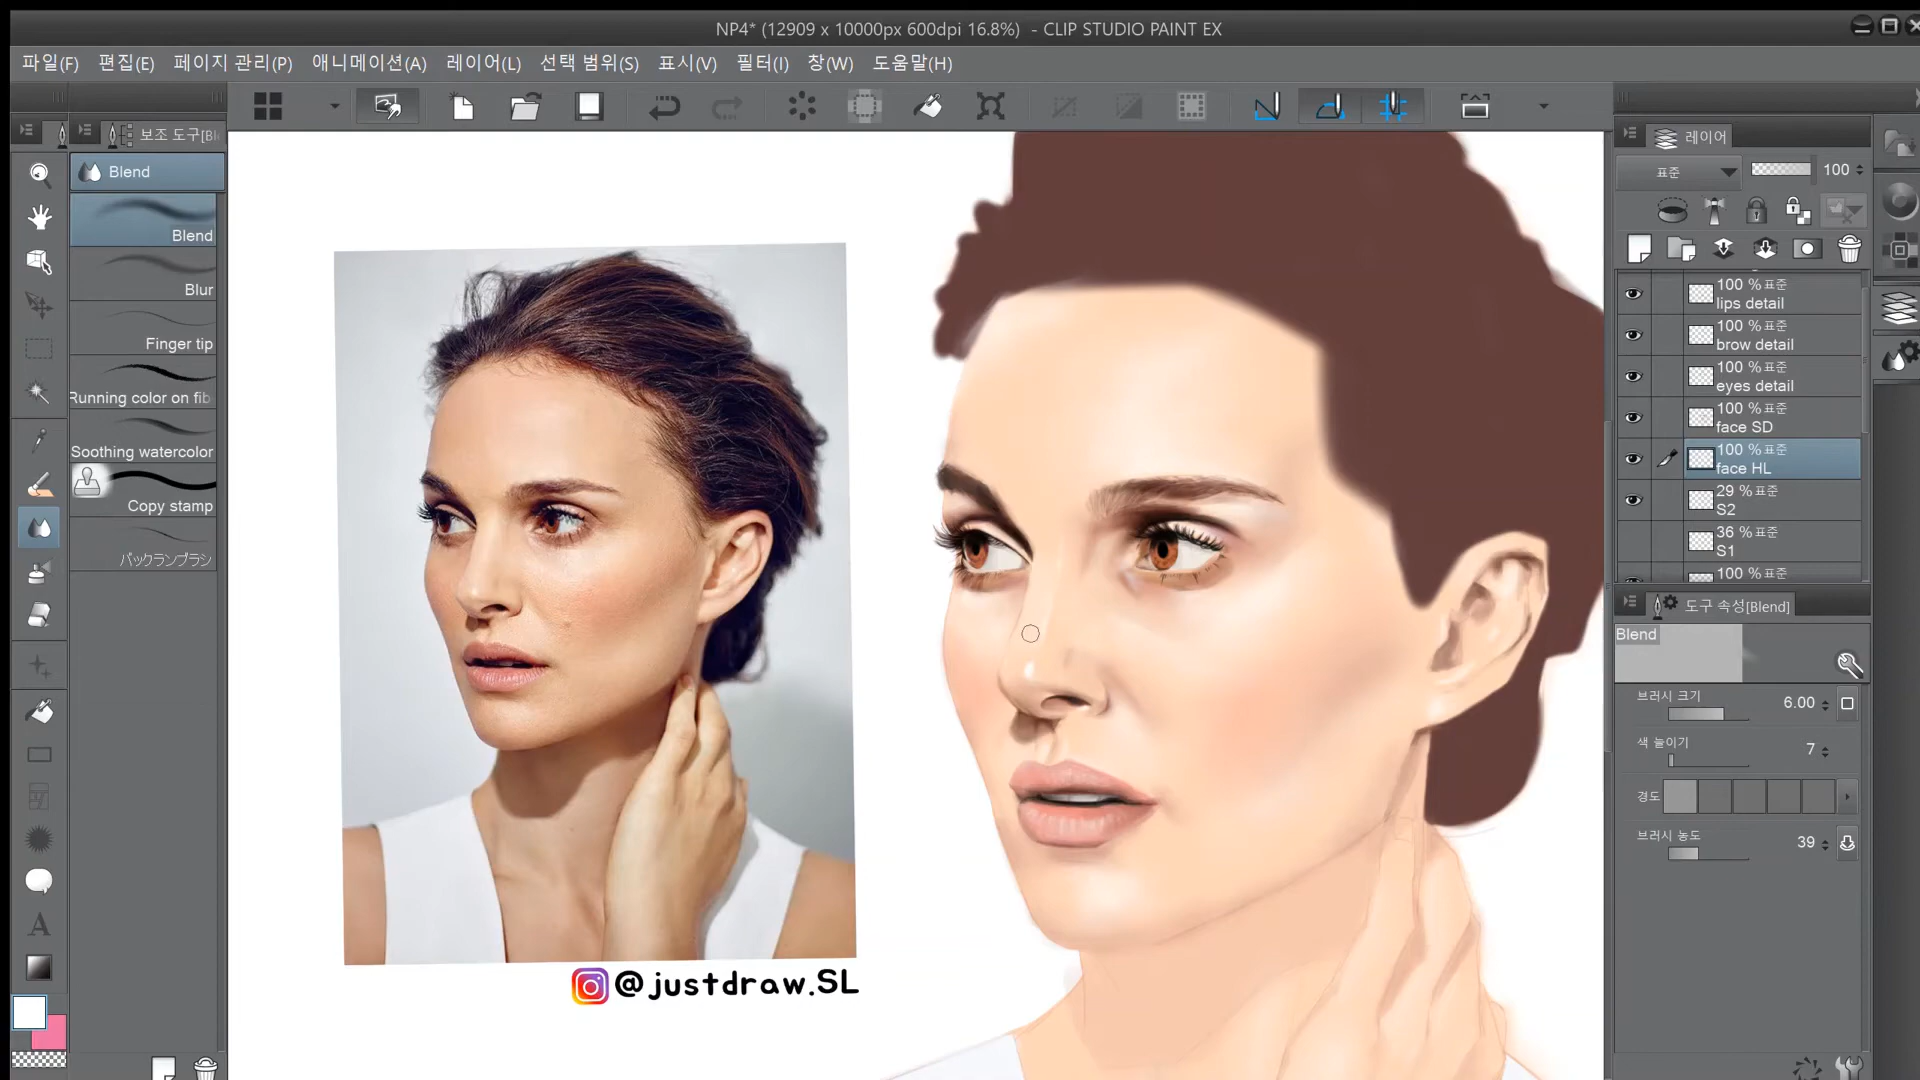 NP4* (12909 x 10000px 600dpi 16.8%) - CLIP STUDIO PAINT EX
파일(F) 편집(E) 페이지 관리(P) 애니메이션(A) 레이어(L) 선택 범위(S) 표시(V) 필터(I) 창(W) 도움말(H)
보조 도구[Bl
Blend
Blend
Blur
Finger tip
Running color on fib
Soothing watercolor
Copy stamp
バックランブラシ
A
@justdraw.SL
레이어
표준 100
100 %표준
lips detail
100 %표준
brow detail
100 %표준
eyes detail
100 %표준
face SD
100 %표준
face HL
29 %표준
S2
36 %표준
S1
100 %표준
도구 속성[Blend]
Blend
브러시 크기 6.00
색 늘이기 7
경도
브러시 농도 39